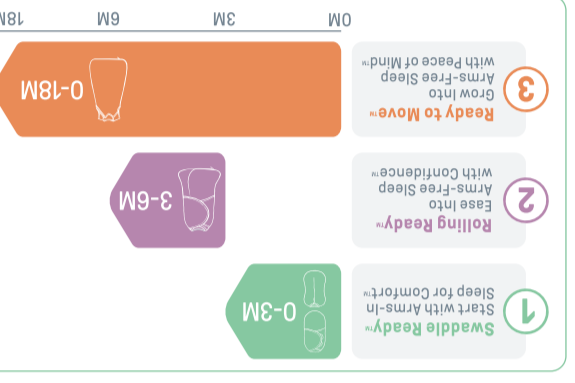 1
Swaddle Ready™
Start with Arms-In
Sleep for Comfort™
0-3M
2
Rolling Ready™
Ease Into
Arms-Free Sleep
with Confidence™
3-6M
3
Ready to Move™
Grow Into
Arms-Free Sleep
with Peace of Mind™
0-18M
0M 3M 6M 18M